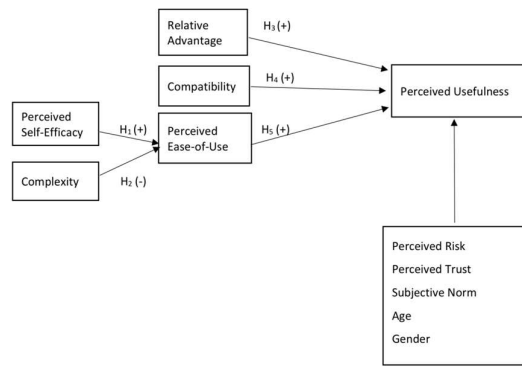 Relative
Advantage
H₃ (+)
Compatibility
H₄ (+)
Perceived Usefulness
Perceived
Self-Efficacy
H₁ (+)
Perceived
Ease-of-Use
H₅ (+)
Complexity
H₂ (-)
Perceived Risk
Perceived Trust
Subjective Norm
Age
Gender